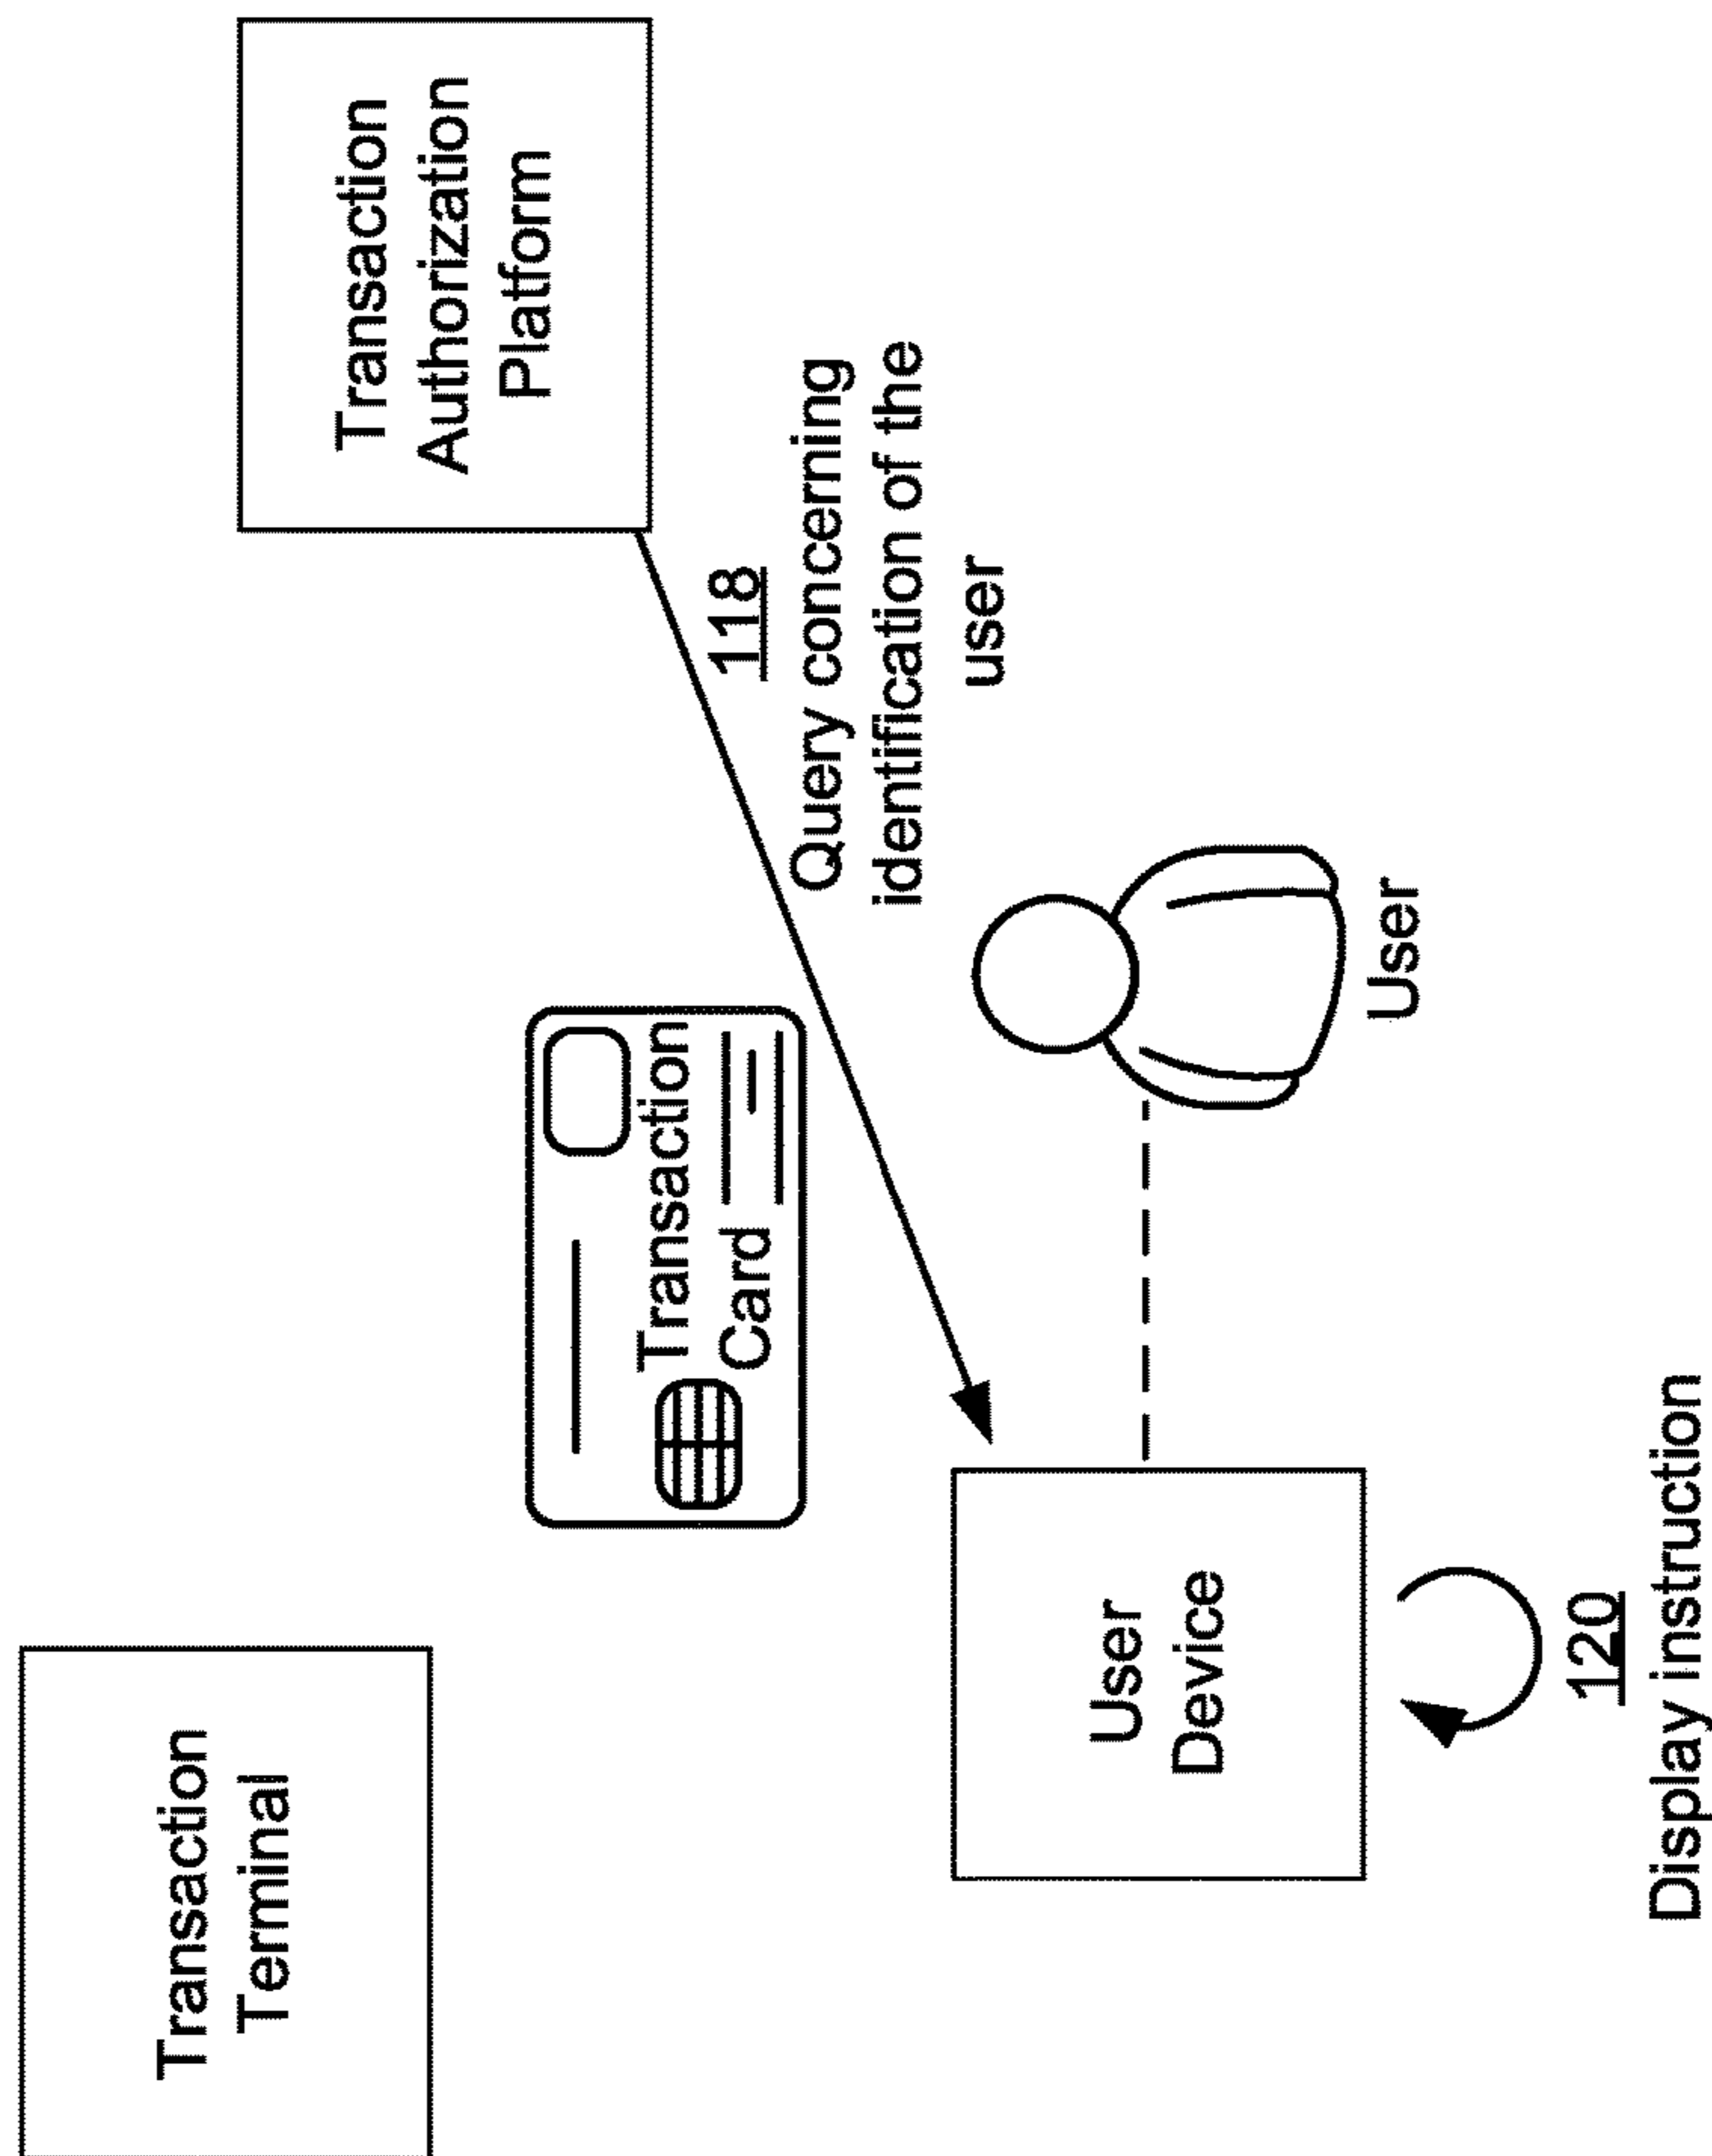 Transaction
Terminal
Transaction
Authorization
Platform
Transaction
Card
118
Query concerning
identification of the
user
User
Device
User
120
Display instruction